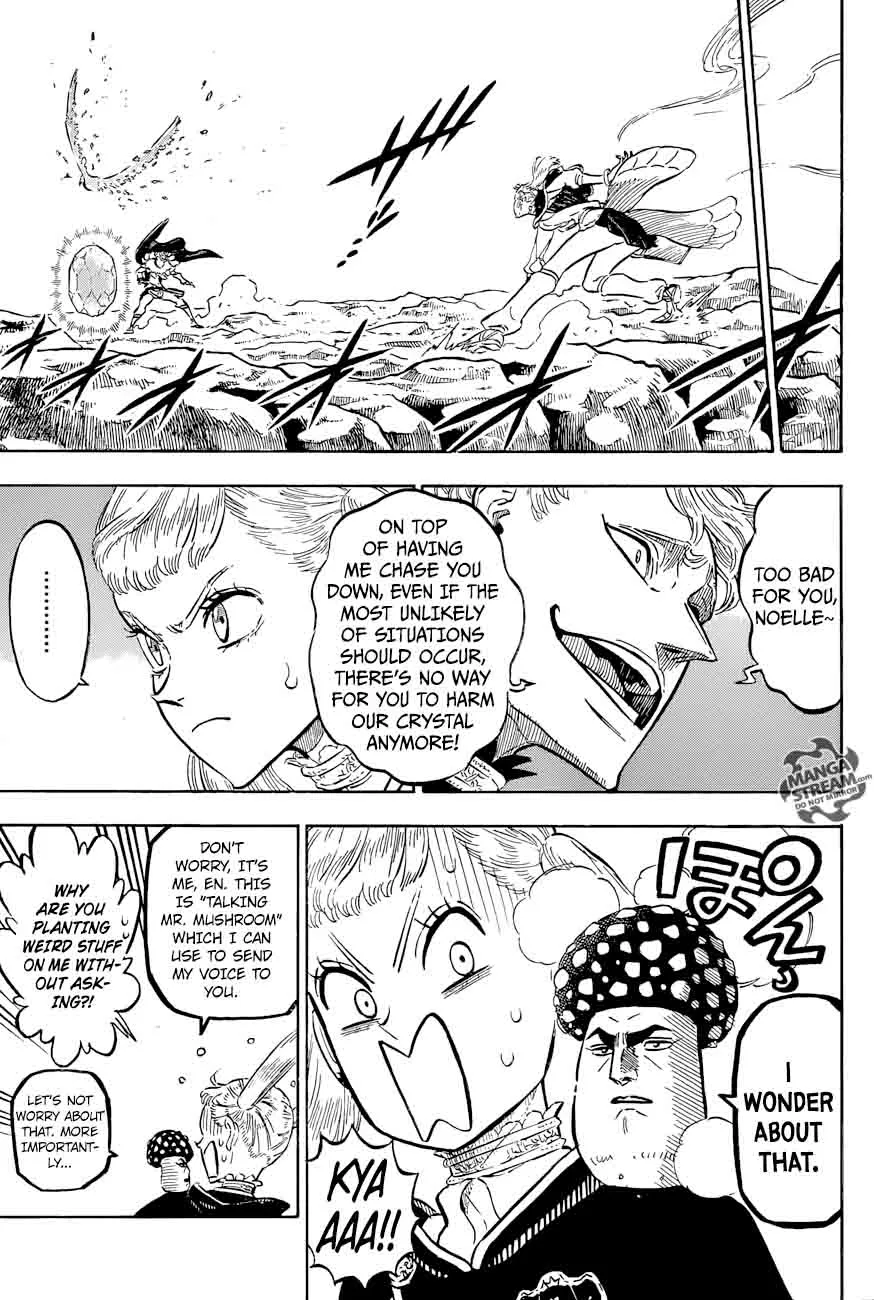 TOO BAD
FOR YOU,
NOELLE~
ON TOP
OF HAVING
ME CHASE YOU
DOWN, EVEN IF THE
MOST UNLIKELY
OF SITUATIONS
SHOULD OCCUR,
THERE'S NO WAY
FOR YOU TO HARM
OUR CRYSTAL
ANYMORE!
..........
MANGA
STREAM.com
DO NOT MIRROR
ぽん
I
WONDER
ABOUT
THAT.
KYA
AAA!!
DON'T
WORRY, IT'S
ME, EN. THIS
IS "TALKING
MR. MUSHROOM"
WHICH I CAN
USE TO SEND
MY VOICE TO
YOU.
WHY
ARE YOU
PLANTING
WEIRD STUFF
ON ME WITH-
OUT ASK-
ING?!
LET'S NOT
WORRY ABOUT
THAT. MORE
IMPORTANT-
LY...